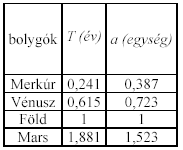 bolygók T (év) a (egység)
Merkúr 0,241 0,387
Vénusz 0,615 0,723
Föld 1 1
Mars 1,881 1,523